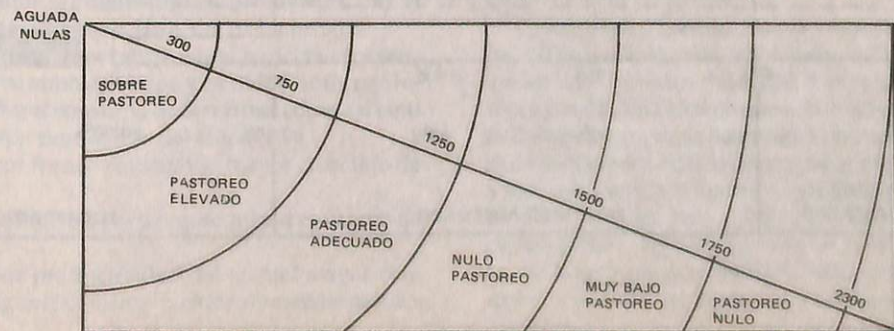 AGUADA
NULAS
300
SOBRE
PASTOREO
750
PASTOREO
ELEVADO
1250
PASTOREO
ADECUADO
1500
NULO
PASTOREO
1750
MUY BAJO
PASTOREO
2300
PASTOREO
NULO